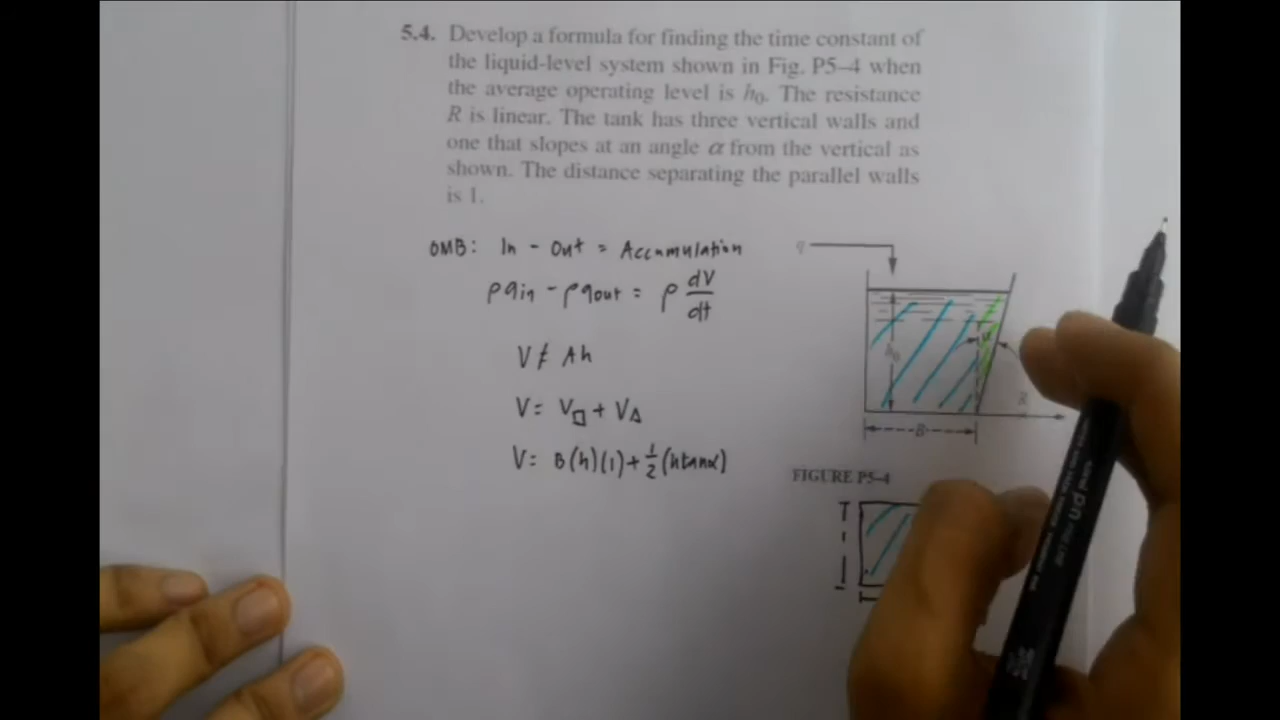 5.4. Develop a formula for finding the time constant of
the liquid-level system shown in Fig. P5–4 when
the average operating level is h₀. The resistance
R is linear. The tank has three vertical walls and
one that slopes at an angle α from the vertical as
shown. The distance separating the parallel walls
is 1.
OMB: In - Out = Accumulation
ρqin - ρqout = ρ dV/dt
V ≠ Ah
V = V□ + VΔ
V = B(h)(1) + 1/2 (htanα)
q
h₀
α
R
B
FIGURE P5–4